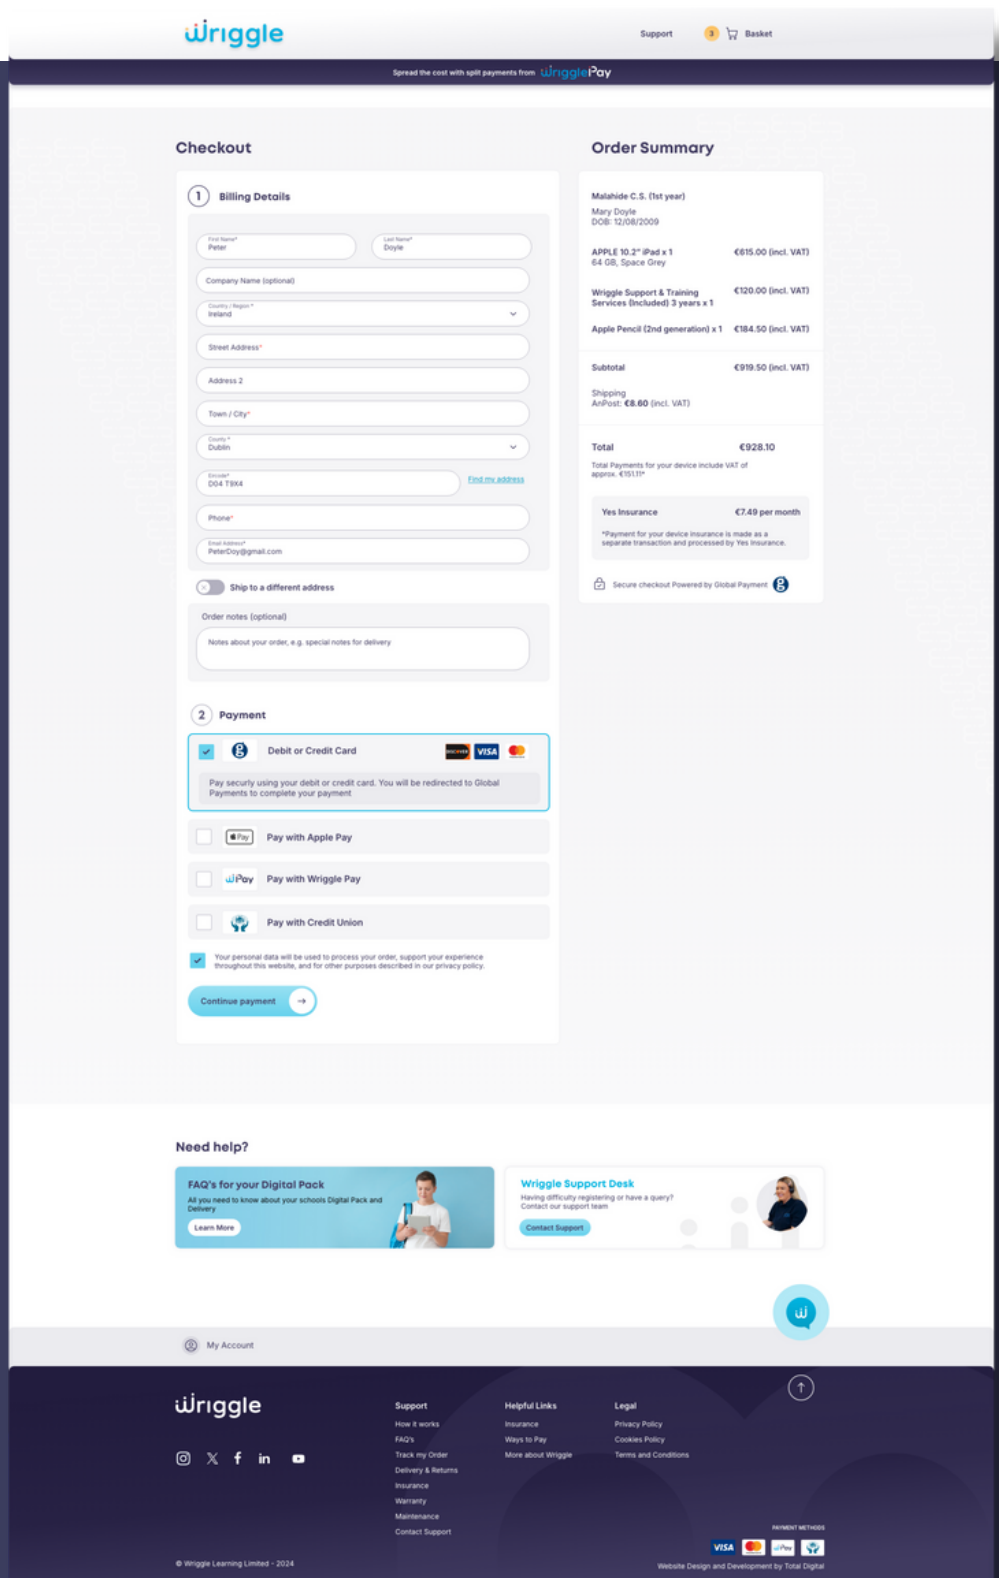 wriggle
Support
3
Basket
Spread the cost with split payments from wrigglePay
Checkout
1 Billing Details
First Name*
Peter
Last Name*
Doyle
Company Name (optional)
Country / Region *
Ireland
Street Address*
Address 2
Town / City*
County *
Dublin
Eircode*
D04 T9X4
Find my address
Phone*
Email Address*
PeterDoy@gmail.com
Ship to a different address
Order notes (optional)
Notes about your order, e.g. special notes for delivery
2 Payment
Debit or Credit Card
DISCOVER VISA
Pay securly using your debit or credit card. You will be redirected to Global
Payments to complete your payment
Pay Pay with Apple Pay
wPay Pay with Wriggle Pay
Pay with Credit Union
Your personal data will be used to process your order, support your experience
throughout this website, and for other purposes described in our privacy policy.
Continue payment
Order Summary
Malahide C.S. (1st year)
Mary Doyle
DOB: 12/08/2009
APPLE 10.2" iPad x 1 €615.00 (incl. VAT)
64 GB, Space Grey
Wriggle Support & Training €120.00 (incl. VAT)
Services (Included) 3 years x 1
Apple Pencil (2nd generation) x 1 €184.50 (incl. VAT)
Subtotal €919.50 (incl. VAT)
Shipping
AnPost: €8.60 (incl. VAT)
Total €928.10
Total Payments for your device include VAT of
approx. €151.11*
Yes Insurance €7.49 per month
*Payment for your device insurance is made as a
separate transaction and processed by Yes Insurance.
Secure checkout Powered by Global Payment g
Need help?
FAQ's for your Digital Pack
All you need to know about your schools Digital Pack and
Delivery
Learn More
Wriggle Support Desk
Having difficulty registering or have a query?
Contact our support team
Contact Support
w
My Account
wriggle
Support
How it works
FAQ's
Track my Order
Delivery & Returns
Insurance
Warranty
Maintenance
Contact Support
Helpful Links
Insurance
Ways to Pay
More about Wriggle
Legal
Privacy Policy
Cookies Policy
Terms and Conditions
PAYMENT METHODS
VISA wPay
© Wriggle Learning Limited - 2024
Website Design and Development by Total Digital